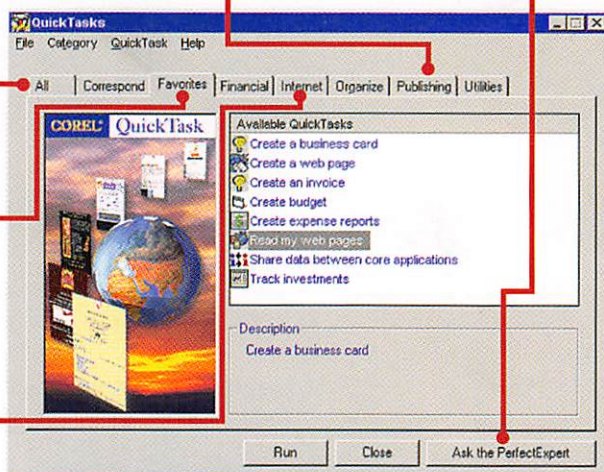 QuickTasks
File Category QuickTask Help
All Correspond Favorites Financial Internet Organize Publishing Utilities
COREL QuickTask
Available QuickTasks
Create a business card
Create a web page
Create an invoice
Create budget
Create expense reports
Read my web pages
Share data between core applications
Track investments
Description
Create a business card
Run Close Ask the PerfectExpert